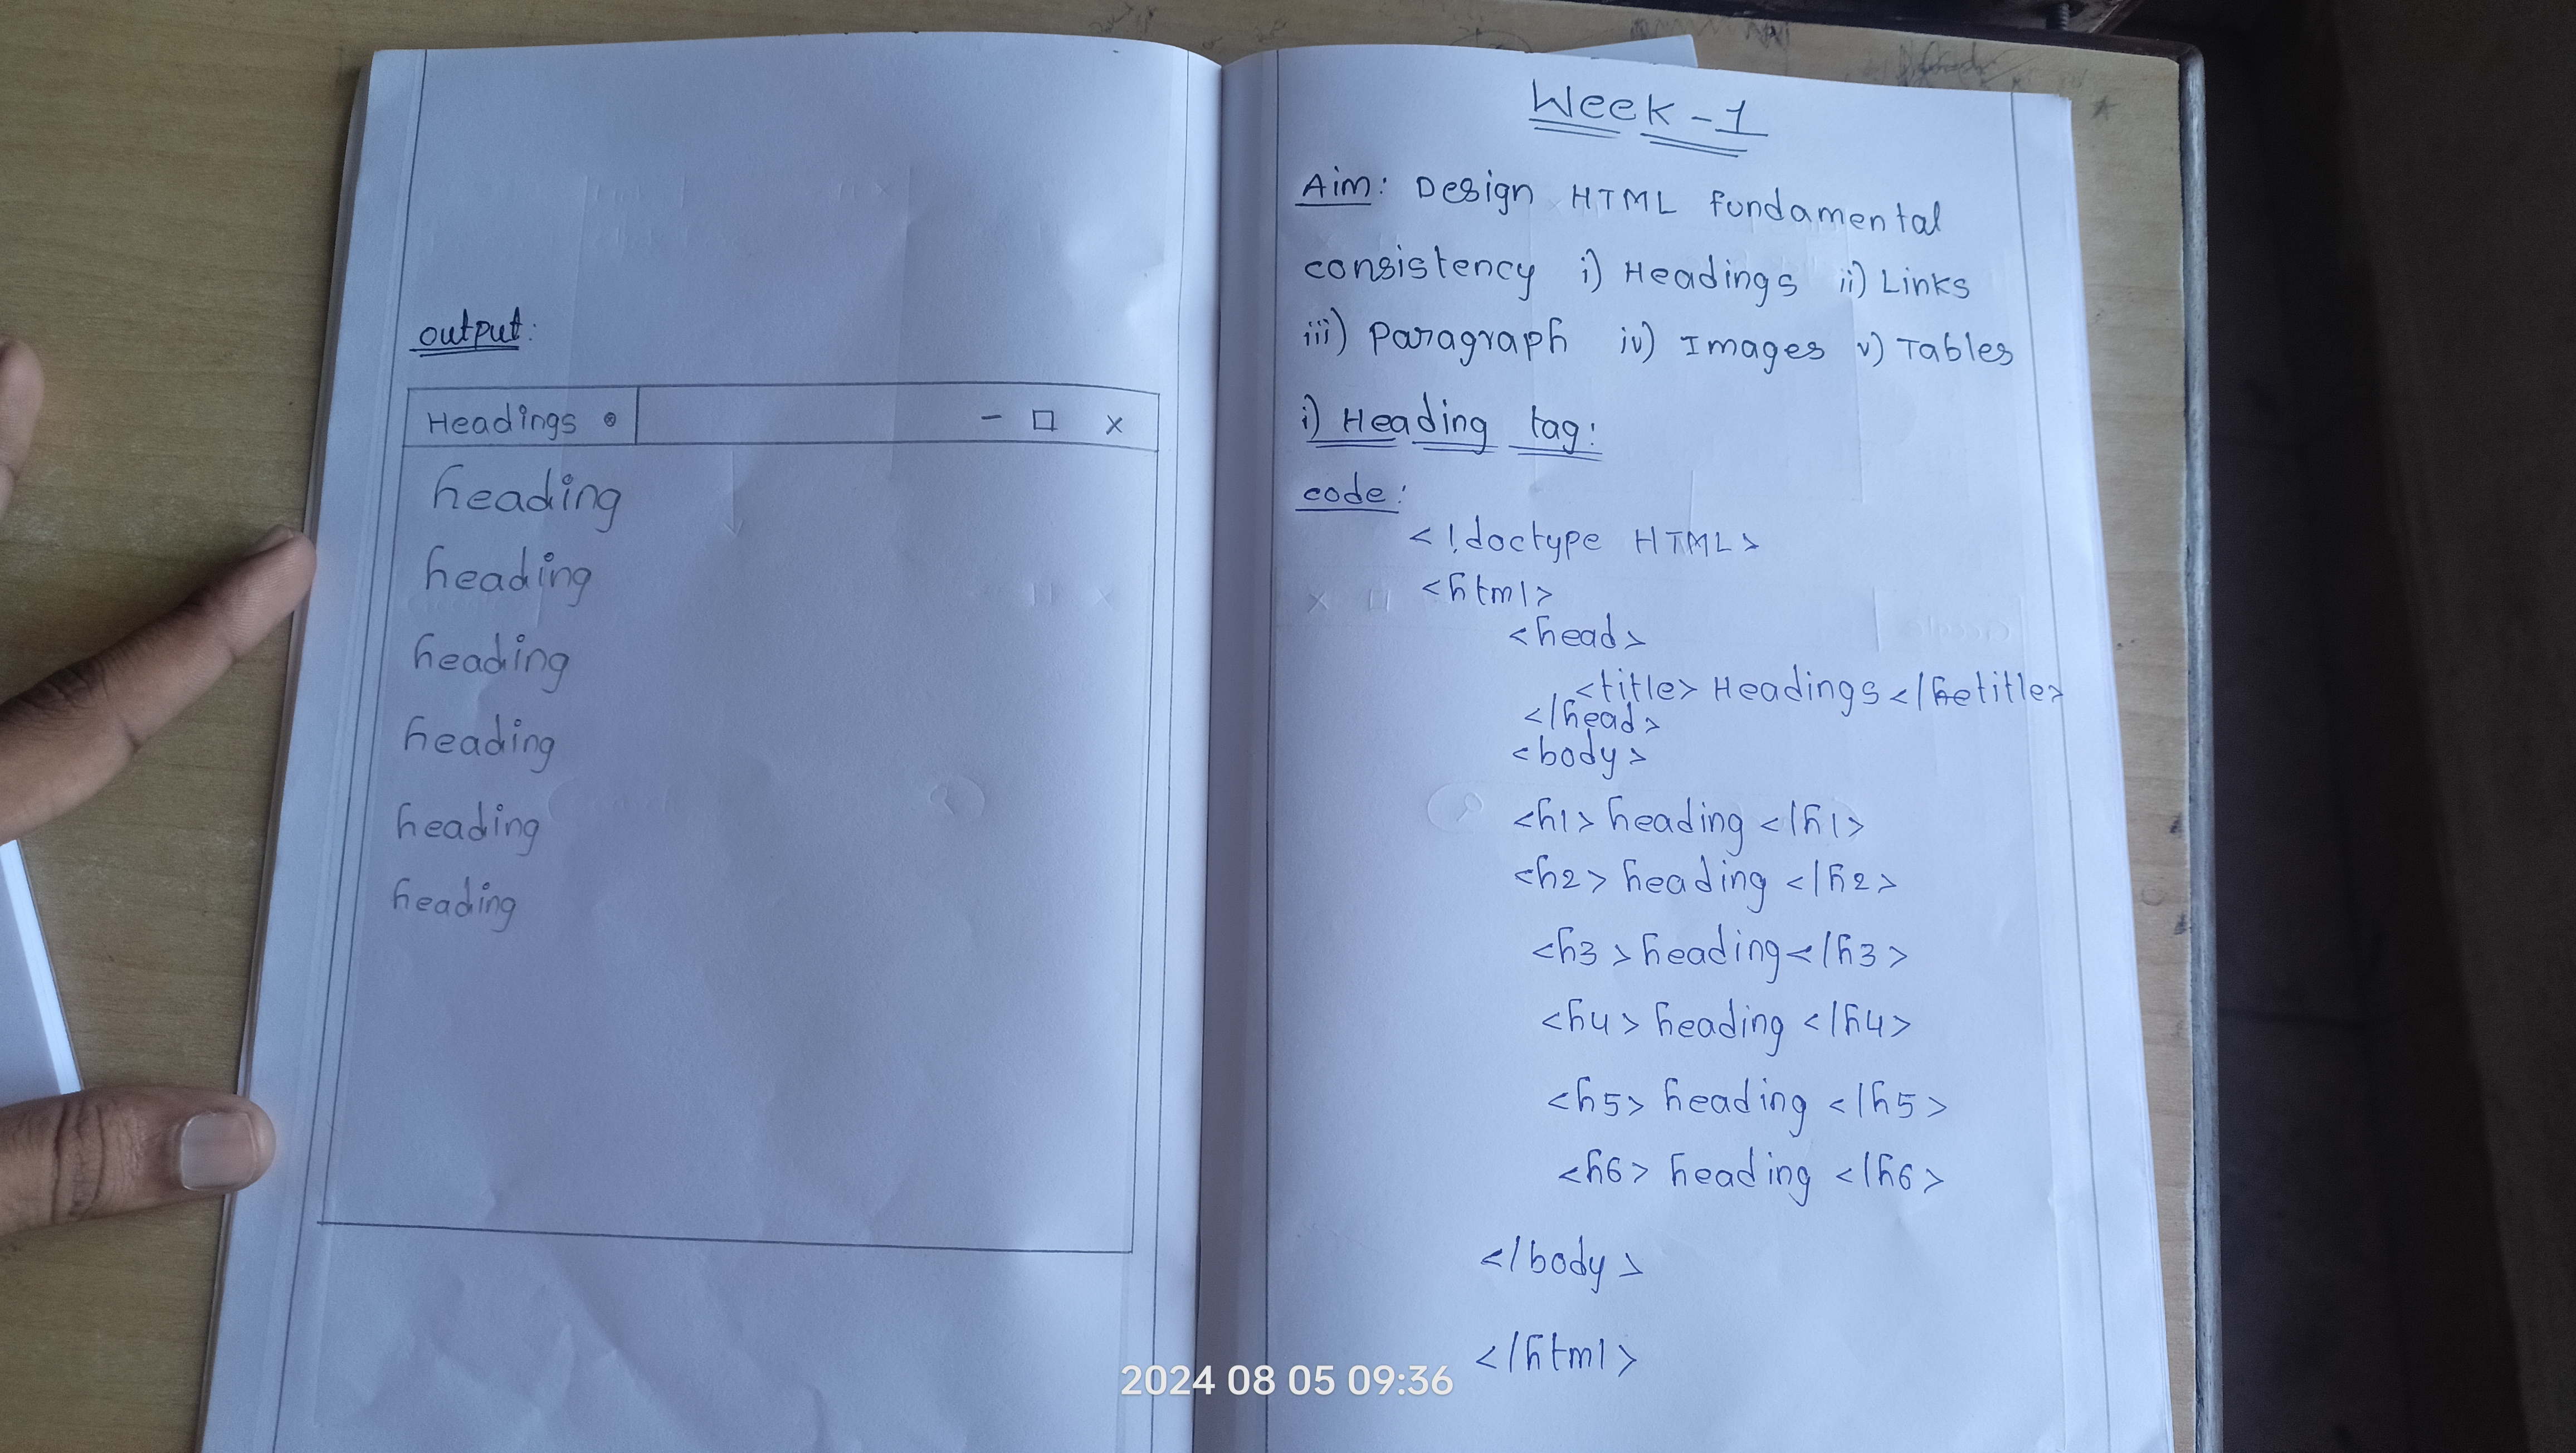 output:
Headings
- □ x
heading
heading
heading
heading
heading
heading
Week-1
Aim: Design HTML fundamental
consistency i) Headings ii) Links
iii) Paragraph iv) Images v) Tables
i) Heading tag:
code:
<!doctype HTML>
<html>
<head>
<title> Headings </title>
</head>
<body>
<h1> heading </h1>
<h2> heading </h2>
<h3> heading </h3>
<h4> heading </h4>
<h5> heading </h5>
<h6> heading </h6>
</body>
</html>
2024 08 05 09:36